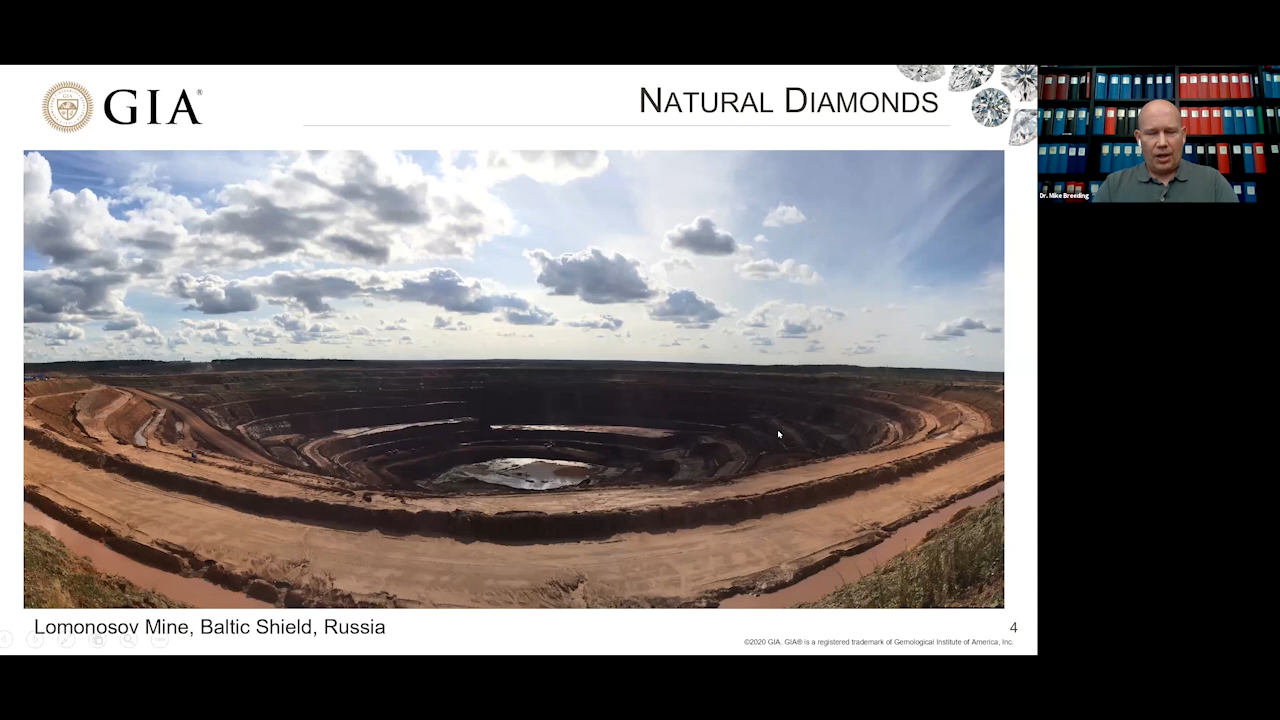 GIA®
NATURAL DIAMONDS
Dr. Mike Breeding
Lomonosov Mine, Baltic Shield, Russia
4
©2020 GIA. GIA® is a registered trademark of Gemological Institute of America, Inc.